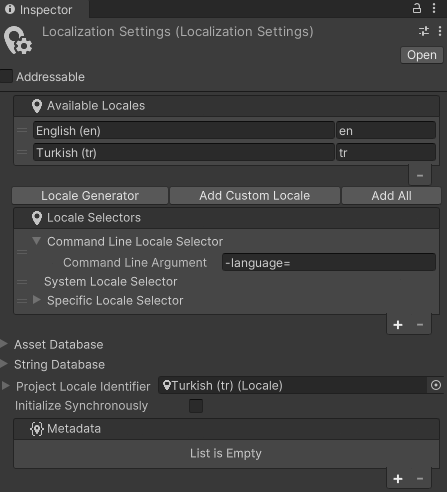 Inspector
Localization Settings (Localization Settings)
Open
Addressable
Available Locales
English (en) en
Turkish (tr) tr
Locale Generator Add Custom Locale Add All
Locale Selectors
Command Line Locale Selector
Command Line Argument -language=
System Locale Selector
Specific Locale Selector
Asset Database
String Database
Project Locale Identifier Turkish (tr) (Locale)
Initialize Synchronously
Metadata
List is Empty